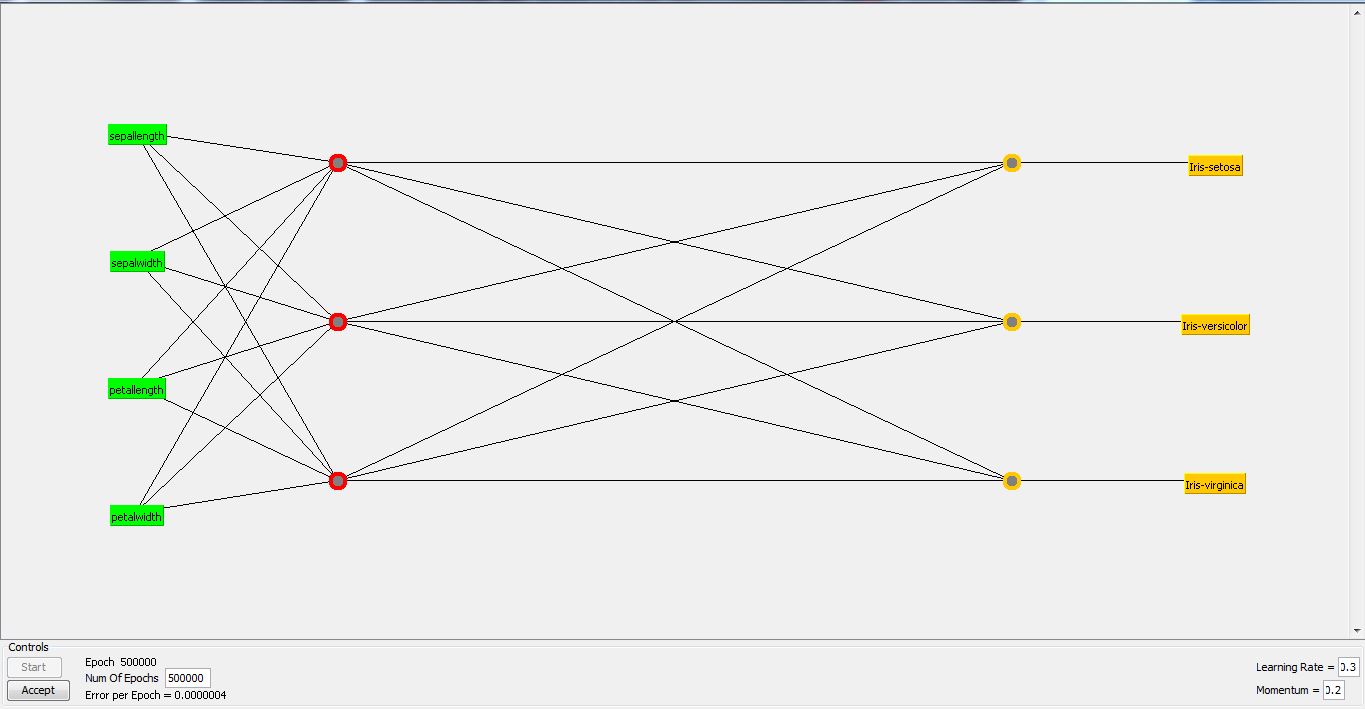 sepallength
Iris-setosa
sepalwidth
Iris-versicolor
petallength
Iris-virginica
petalwidth
Controls
Start
Accept
Epoch 500000
Num Of Epochs 500000
Error per Epoch = 0.0000004
Learning Rate = 0.3
Momentum = 0.2